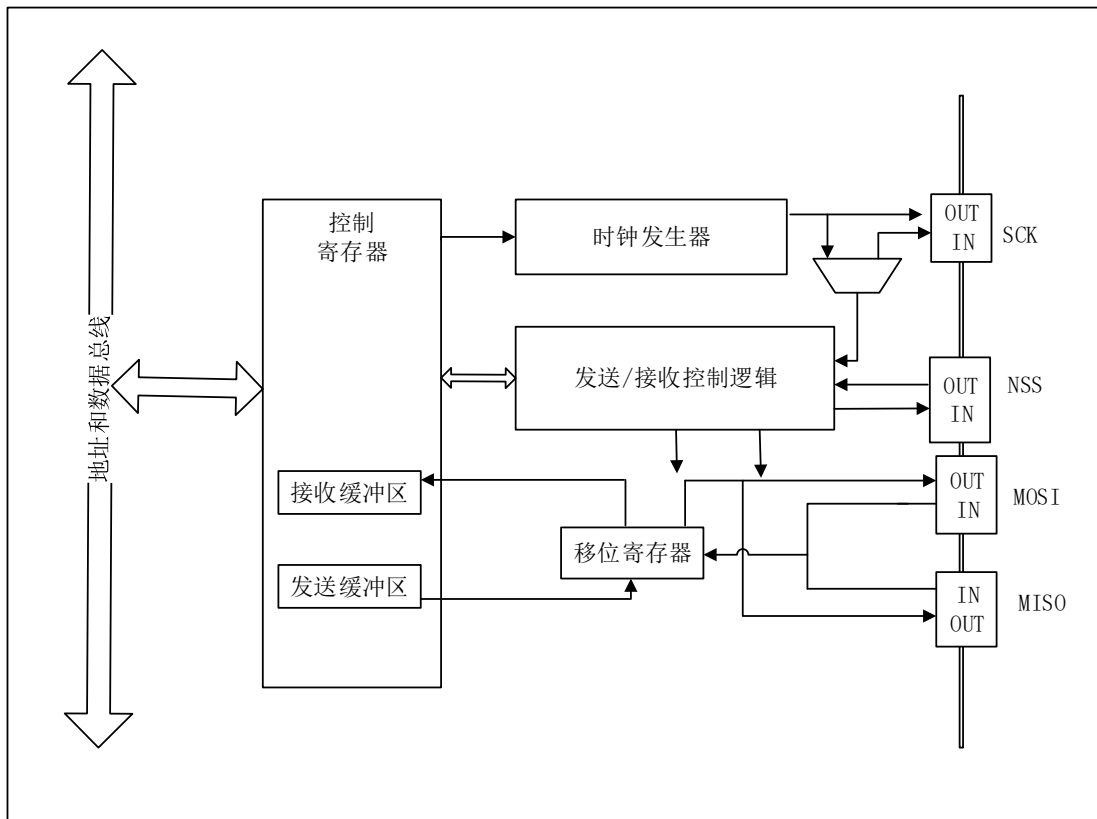 地址和数据总线
控制
寄存器
时钟发生器
OUT
IN
SCK
发送/接收控制逻辑
OUT
IN
NSS
接收缓冲区
移位寄存器
OUT
IN
MOSI
发送缓冲区
IN
OUT
MISO